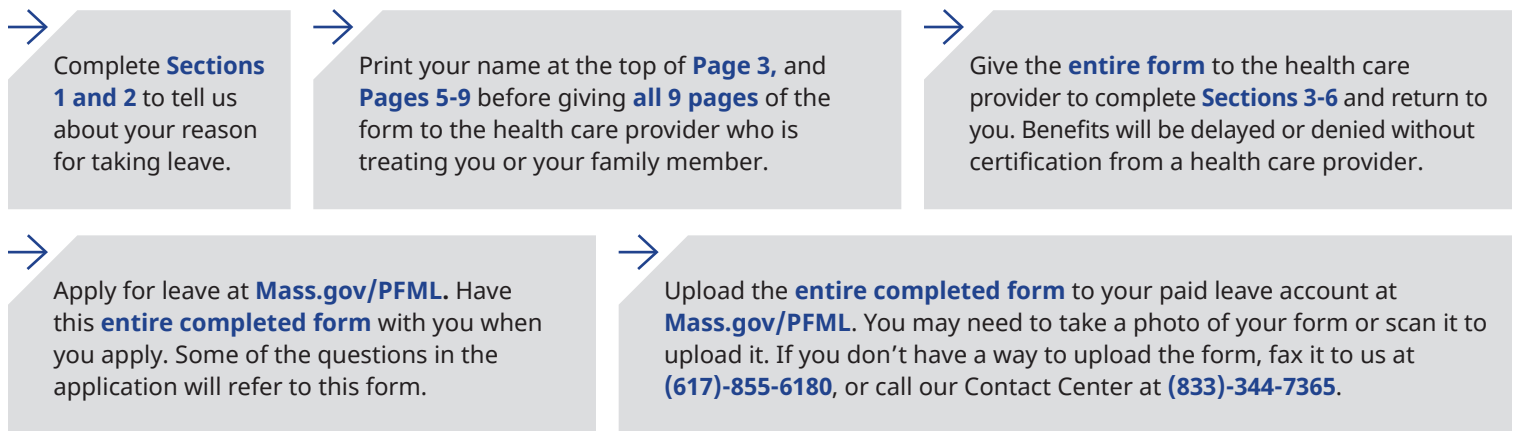 Complete Sections
1 and 2 to tell us
about your reason
for taking leave.
Print your name at the top of Page 3, and
Pages 5-9 before giving all 9 pages of the
form to the health care provider who is
treating you or your family member.
Give the entire form to the health care
provider to complete Sections 3-6 and return to
you. Benefits will be delayed or denied without
certification from a health care provider.
Apply for leave at Mass.gov/PFML. Have
this entire completed form with you when
you apply. Some of the questions in the
application will refer to this form.
Upload the entire completed form to your paid leave account at
Mass.gov/PFML. You may need to take a photo of your form or scan it to
upload it. If you don’t have a way to upload the form, fax it to us at
(617)-855-6180, or call our Contact Center at (833)-344-7365.